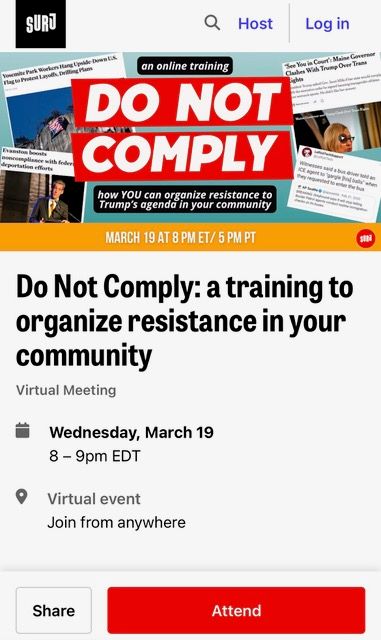 SURJ
Host
Log in
an online training
Yosemite Park Workers Hang Upside-Down U.S.
Flag to Protest Layoffs, Drilling Plans
DO NOT
COMPLY
'See You in Court': Maine Governor
Clashes With Trump Over Trans
Rights
Evanston boosts
noncompliance with feder
deportation efforts
Witnesses said a bus driver told an
ICE agent to "gargle [his] balls" when
they requested to enter the bus
how YOU can organize resistance to
Trump's agenda in your community
MARCH 19 AT 8 PM ET/ 5 PM PT
SURJ
Do Not Comply: a training to
organize resistance in your
community
Virtual Meeting
Wednesday, March 19
8 – 9pm EDT
Virtual event
Join from anywhere
Share
Attend